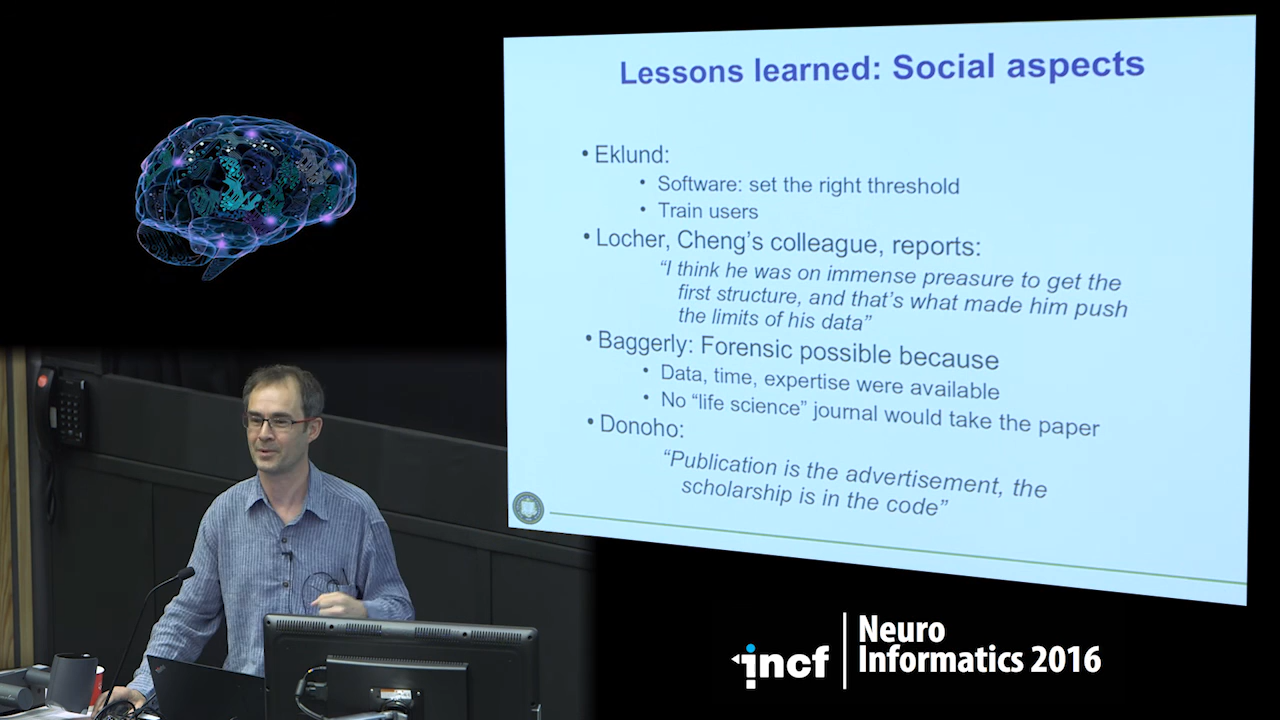 Lessons learned: Social aspects
• Eklund:
• Software: set the right threshold
• Train users
• Locher, Cheng's colleague, reports:
“I think he was on immense preasure to get the
first structure, and that's what made him push
the limits of his data”
• Baggerly: Forensic possible because
• Data, time, expertise were available
• No “life science” journal would take the paper
• Donoho:
“Publication is the advertisement, the
scholarship is in the code”
incf
Neuro
Informatics 2016